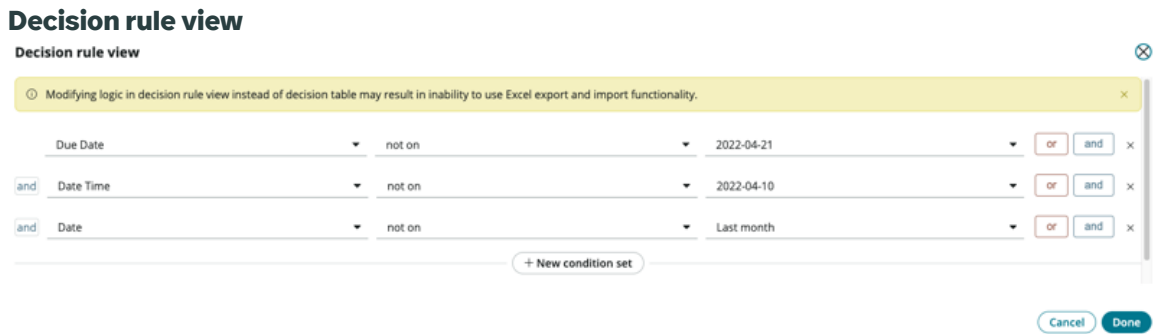 Decision rule view
Decision rule view
Modifying logic in decision rule view instead of decision table may result in inability to use Excel export and import functionality. ×
Due Date not on 2022-04-21 or and ×
and Date Time not on 2022-04-10 or and ×
and Date not on Last month or and ×
+ New condition set
Cancel Done